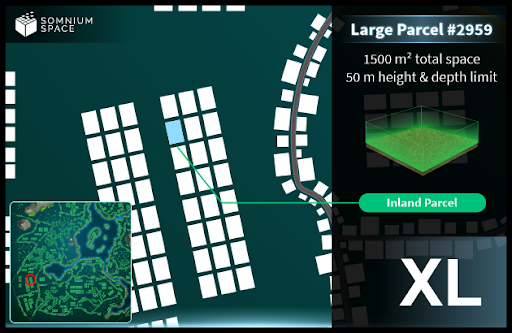 SOMNIUM
SPACE
Large Parcel #2959
1500 m² total space
50 m height & depth limit
Inland Parcel
XL